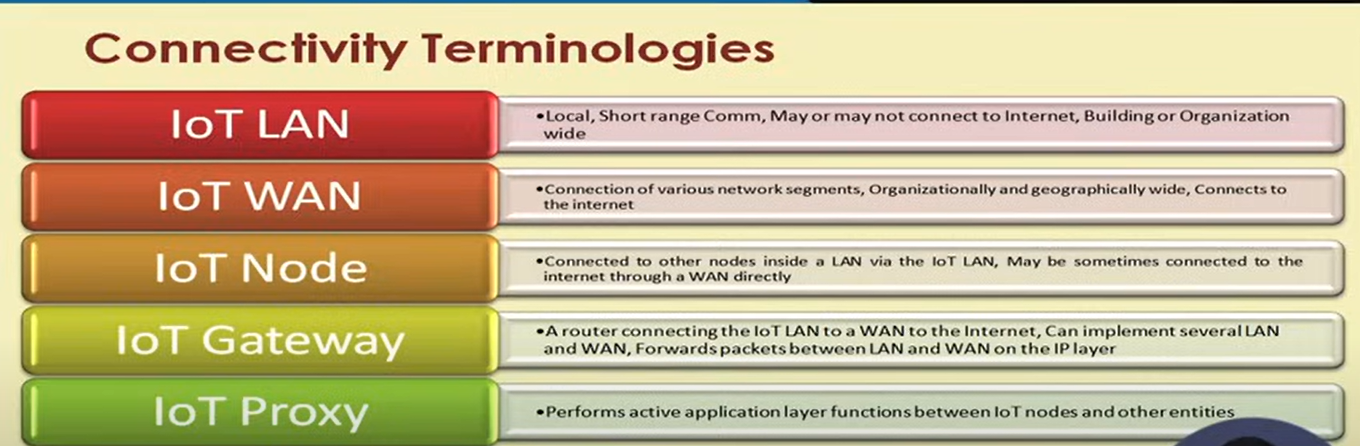 Connectivity Terminologies
IoT LAN
•Local, Short range Comm, May or may not connect to Internet, Building or Organization
wide
IoT WAN
•Connection of various network segments, Organizationally and geographically wide, Connects to
the internet
IoT Node
•Connected to other nodes inside a LAN via the IoT LAN, May be sometimes connected to the
internet through a WAN directly
IoT Gateway
•A router connecting the IoT LAN to a WAN to the Internet, Can implement several LAN
and WAN, Forwards packets between LAN and WAN on the IP layer
IoT Proxy
•Performs active application layer functions between IoT nodes and other entities